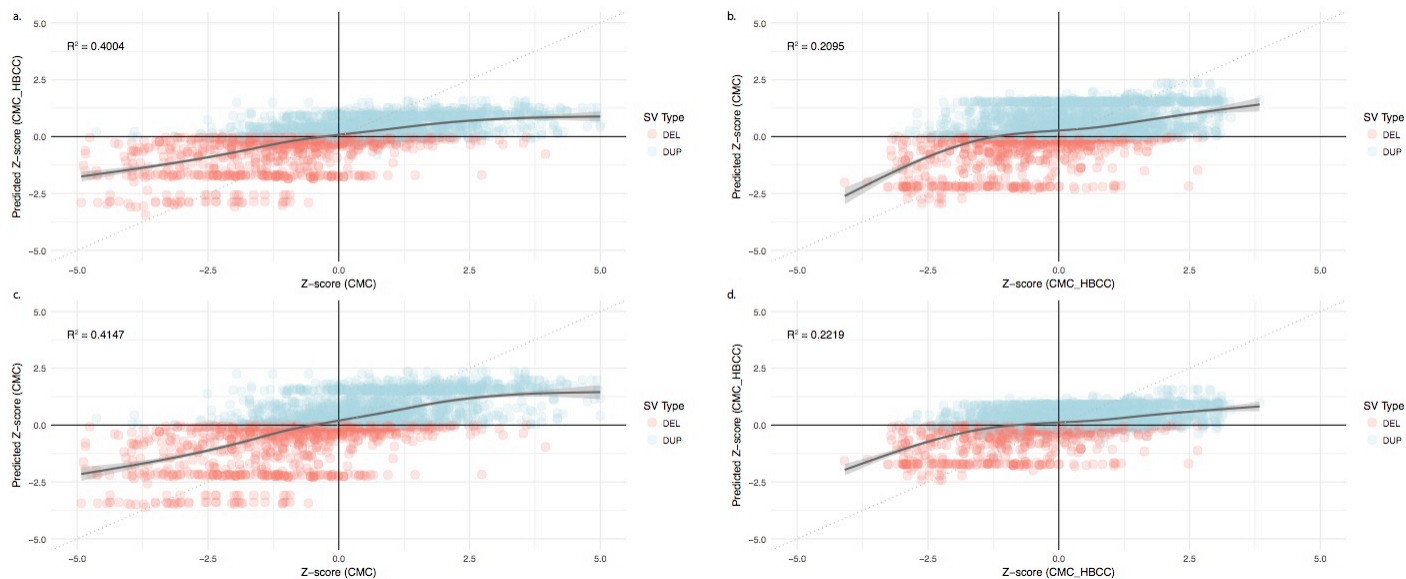 a.
R² = 0.4004
Predicted Z−score (CMC_HBCC)
5.0
2.5
0.0
−2.5
−5.0
−5.0 −2.5 0.0 2.5 5.0
Z−score (CMC)
SV Type
DEL
DUP
b.
R² = 0.2095
Predicted Z−score (CMC)
5.0
2.5
0.0
−2.5
−5.0
−5.0 −2.5 0.0 2.5 5.0
Z−score (CMC_HBCC)
SV Type
DEL
DUP
c.
R² = 0.4147
Predicted Z−score (CMC)
5.0
2.5
0.0
−2.5
−5.0
−5.0 −2.5 0.0 2.5 5.0
Z−score (CMC)
SV Type
DEL
DUP
d.
R² = 0.2219
Predicted Z−score (CMC_HBCC)
5.0
2.5
0.0
−2.5
−5.0
−5.0 −2.5 0.0 2.5 5.0
Z−score (CMC_HBCC)
SV Type
DEL
DUP